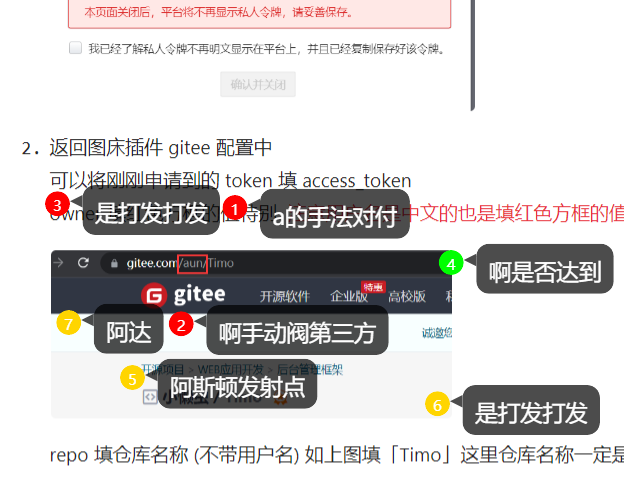 本页面关闭后，平台将不再显示私人令牌，请妥善保存。
我已经了解私人令牌不再明文显示在平台上，并且已经复制保存好该令牌。
确认并关闭
2. 返回图床插件 gitee 配置中
可以将刚刚申请到的 token 填 access_token
3 是打发打发
1 a的手法对付
中文的也是填红色方框的值
gitee.com/aun/Timo
4 啊是否达到
gitee 开源软件 企业版 特惠 高校版
7 阿达
2 啊手动阀第三方
诚邀您
开源项目 > WEB应用开发 > 后台管理框架
5 阿斯顿发射点
6 是打发打发
repo 填仓库名称 (不带用户名) 如上图填「Timo」这里仓库名称一定是